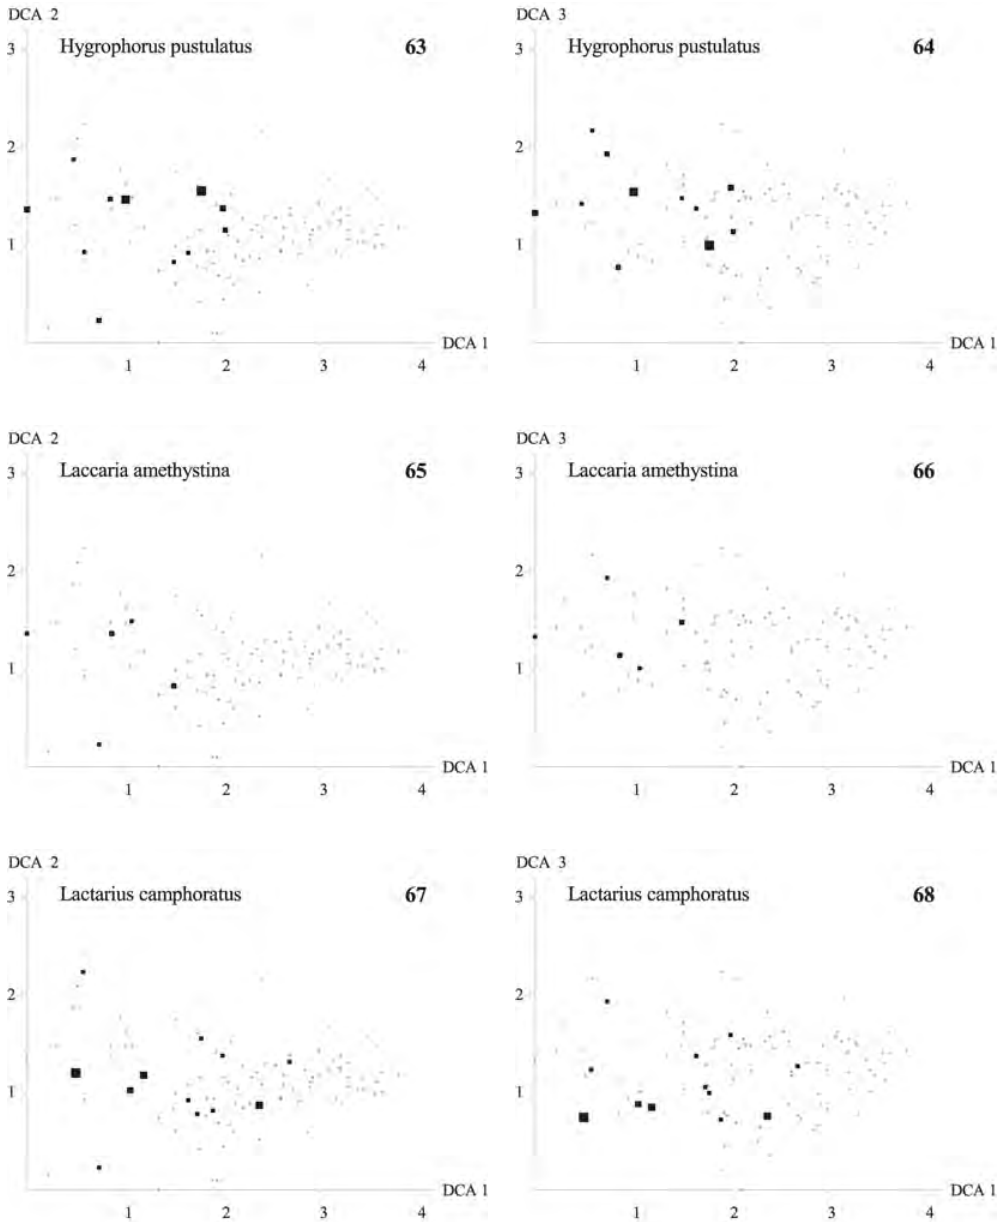 DCA 2
Hygrophorus pustulatus 63
3
2
1
DCA 1
1 2 3 4
DCA 3
Hygrophorus pustulatus 64
3
2
1
DCA 1
1 2 3 4
DCA 2
Laccaria amethystina 65
3
2
1
DCA 1
1 2 3 4
DCA 3
Laccaria amethystina 66
3
2
1
DCA 1
1 2 3 4
DCA 2
Lactarius camphoratus 67
3
2
1
DCA 1
1 2 3 4
DCA 3
Lactarius camphoratus 68
3
2
1
DCA 1
1 2 3 4